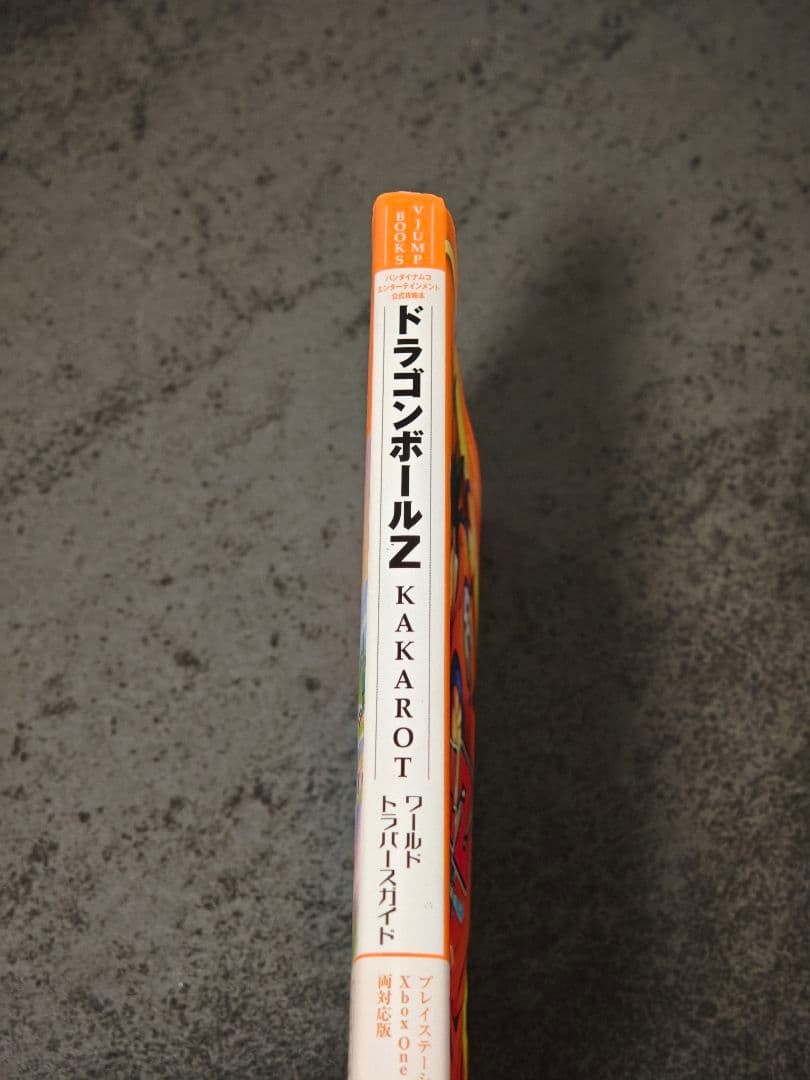 V JUMP
BOOKS
バンダイナムコ
エンターテインメント
公式攻略本
ドラゴンボールZ
KAKAROT
ワールド
トラバースガイド
プレイステーシ
Xbox One
両対応版